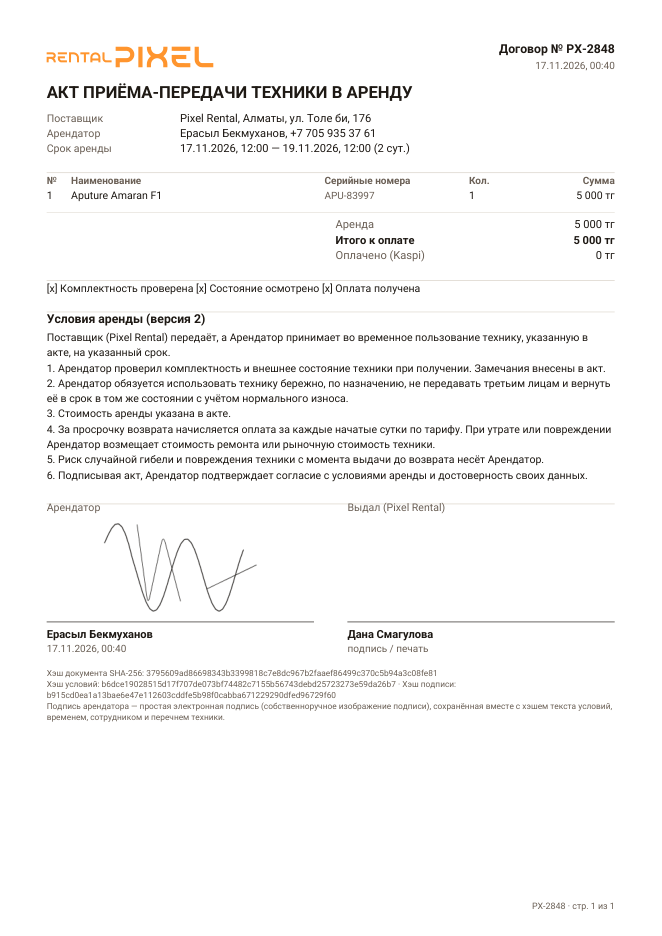 RENTAL PIXEL
Договор № PX-2848
17.11.2026, 00:40
АКТ ПРИЁМА-ПЕРЕДАЧИ ТЕХНИКИ В АРЕНДУ
Поставщик Pixel Rental, Алматы, ул. Толе би, 176
Арендатор Ерасыл Бекмуханов, +7 705 935 37 61
Срок аренды 17.11.2026, 12:00 — 19.11.2026, 12:00 (2 сут.)
№ Наименование Серийные номера Кол. Сумма
1 Aputure Amaran F1 APU-83997 1 5 000 тг
Аренда 5 000 тг
Итого к оплате 5 000 тг
Оплачено (Kaspi) 0 тг
[x] Комплектность проверена [x] Состояние осмотрено [x] Оплата получена
Условия аренды (версия 2)
Поставщик (Pixel Rental) передаёт, а Арендатор принимает во временное пользование технику, указанную в
акте, на указанный срок.
1. Арендатор проверил комплектность и внешнее состояние техники при получении. Замечания внесены в акт.
2. Арендатор обязуется использовать технику бережно, по назначению, не передавать третьим лицам и вернуть
её в срок в том же состоянии с учётом нормального износа.
3. Стоимость аренды указана в акте.
4. За просрочку возврата начисляется оплата за каждые начатые сутки по тарифу. При утрате или повреждении
Арендатор возмещает стоимость ремонта или рыночную стоимость техники.
5. Риск случайной гибели и повреждения техники с момента выдачи до возврата несёт Арендатор.
6. Подписывая акт, Арендатор подтверждает согласие с условиями аренды и достоверность своих данных.
Арендатор Выдал (Pixel Rental)
Ерасыл Бекмуханов Дана Смагулова
17.11.2026, 00:40 подпись / печать
Хэш документа SHA-256: 3795609ad86698343b3399818c7e8dc967b2faaef86499c370c5b94a3c08fe81
Хэш условий: b6dce19028515d17f707de073bf74482c7155b56743debd25723273e59da26b7 · Хэш подписи:
b915cd0ea1a13bae6e47e112603cddfe5b98f0cabba671229290dfed96729f60
Подпись арендатора — простая электронная подпись (собственноручное изображение подписи), сохранённая вместе с хэшем текста условий,
временем, сотрудником и перечнем техники.
PX-2848 · стр. 1 из 1